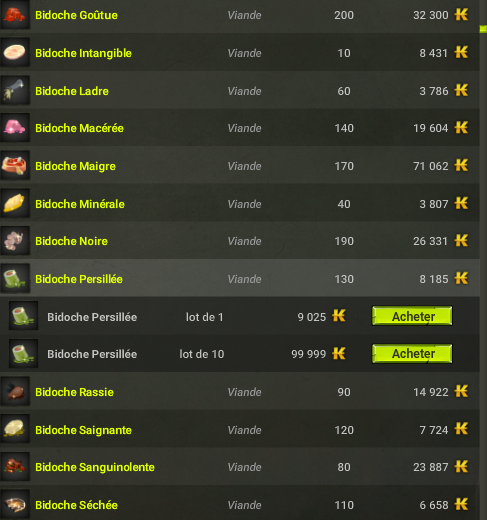 Bidoche Goûtue Viande 200 32 300
Bidoche Intangible Viande 10 8 431
Bidoche Ladre Viande 60 3 786
Bidoche Macérée Viande 140 19 604
Bidoche Maigre Viande 170 71 062
Bidoche Minérale Viande 40 3 807
Bidoche Noire Viande 190 26 331
Bidoche Persillée Viande 130 8 185
Bidoche Persillée lot de 1 9 025 Acheter
Bidoche Persillée lot de 10 99 999 Acheter
Bidoche Rassie Viande 90 14 922
Bidoche Saignante Viande 120 7 724
Bidoche Sanguinolente Viande 80 23 887
Bidoche Séchée Viande 110 6 658